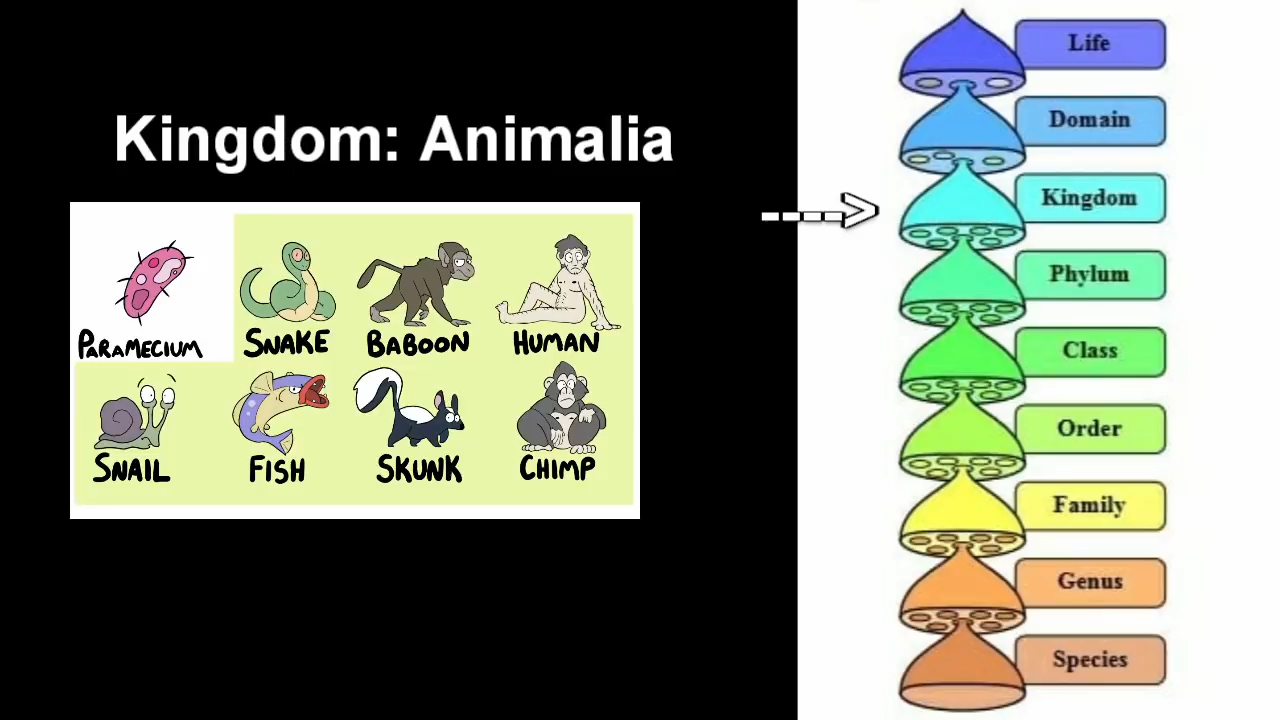 Kingdom: Animalia
PARAMECIUM
SNAKE
BABOON
HUMAN
SNAIL
FISH
SKUNK
CHIMP
Life
Domain
Kingdom
Phylum
Class
Order
Family
Genus
Species